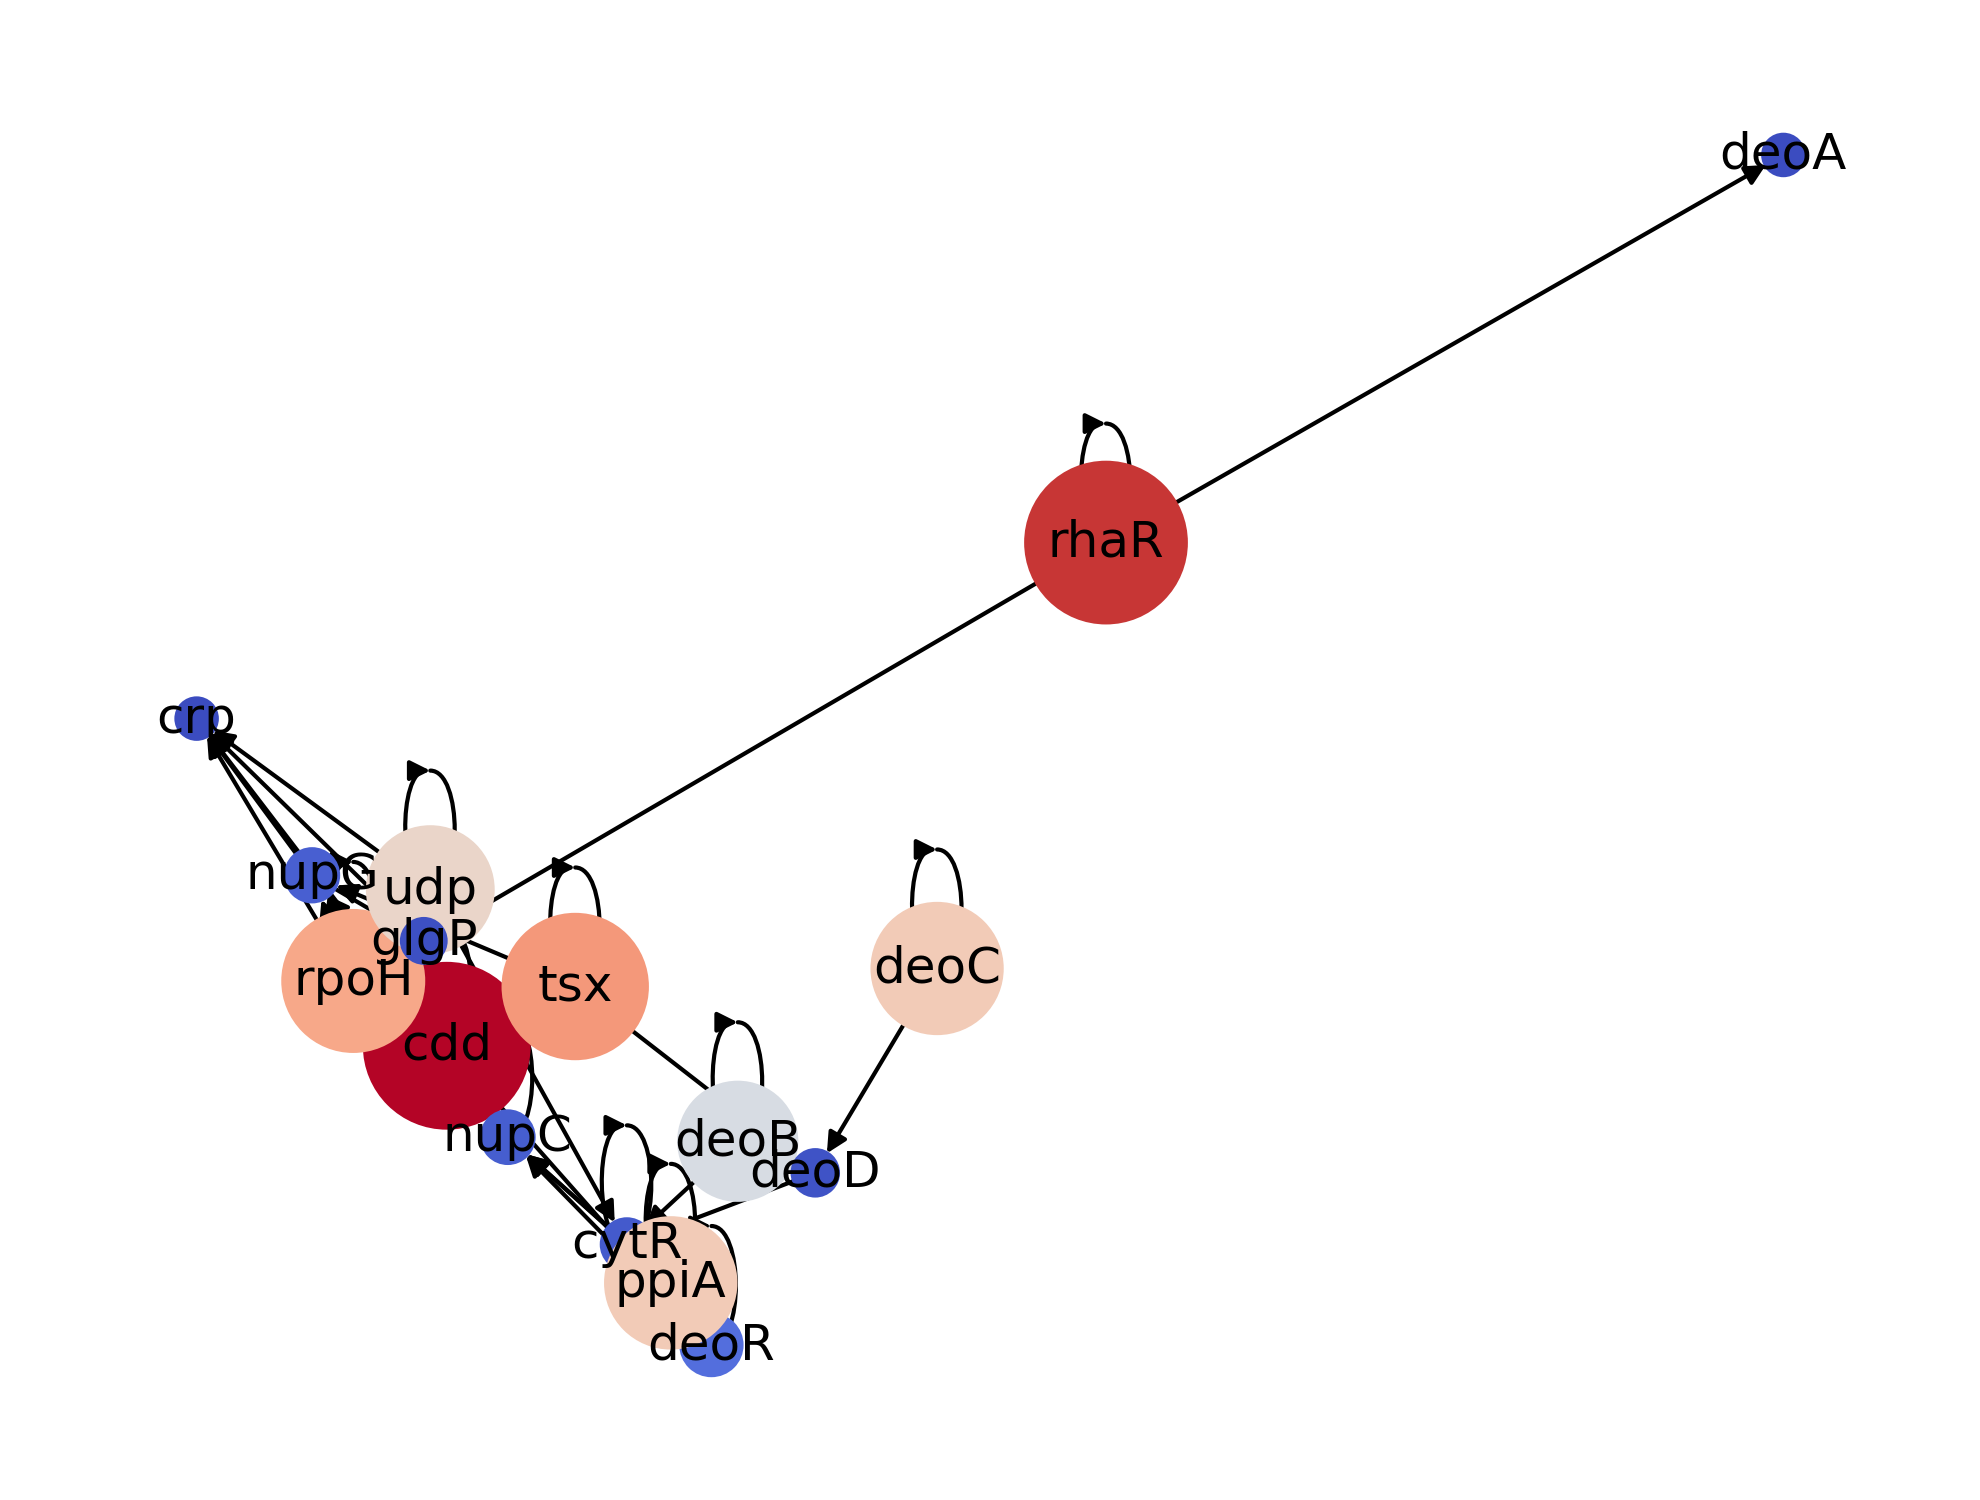 deoA
rhaR
crp
nupG
udp
glgP
rpoH
tsx
deoC
cdd
nupC
deoB
deoD
cytR
ppiA
deoR